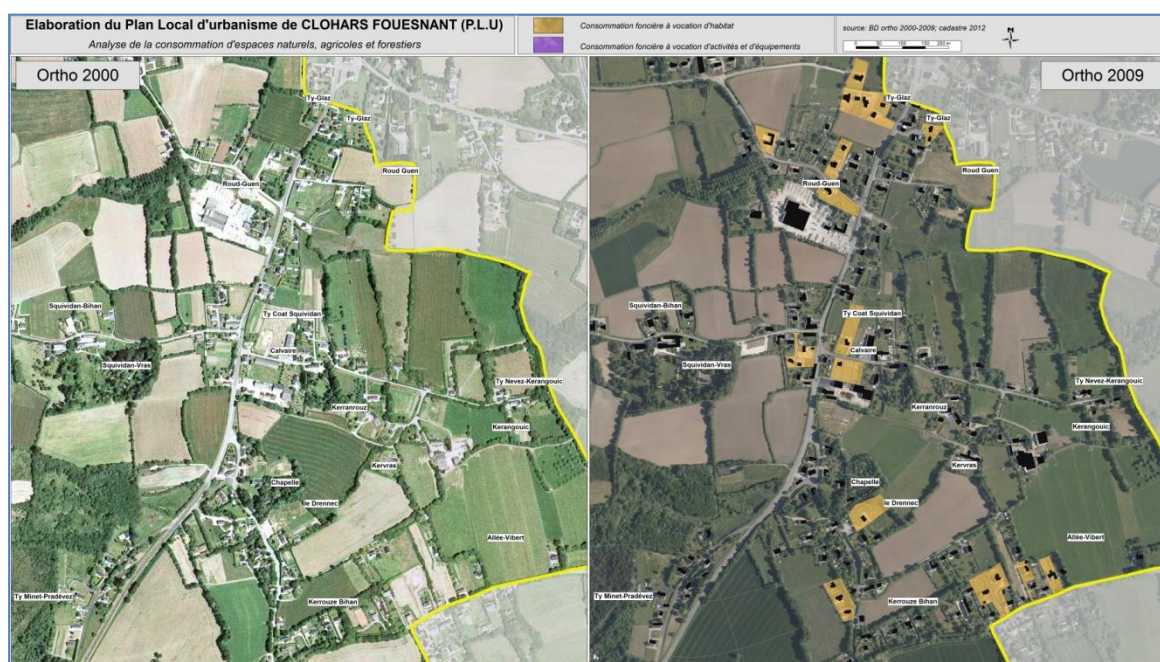 Elaboration du Plan Local d'urbanisme de CLOHARS FOUESNANT (P.L.U)
Analyse de la consommation d'espaces naturels, agricoles et forestiers
Consommation foncière à vocation d'habitat
Consommation foncière à vocation d'activités et d'équipements
source: BD ortho 2000-2009; cadastre 2012
0 50 100 150 200 m
N
Ortho 2000
Ty-Glaz
Ty-Glaz
Roud Guen
Roud-Guen
Squividan-Bihan
Ty Coat Squividan
Calvaire
Squividan-Vras
Ty Nevez-Kerangouic
Kerranrouz
Kerangouic
Kervras
Chapelle
le Drennec
Allée-Vibert
Kerrouze Bihan
Ty Minet-Pradévez
Ortho 2009
Ty-Glaz
Ty-Glaz
Roud Guen
Roud-Guen
Squividan-Bihan
Ty Coat Squividan
Calvaire
Squividan-Vras
Ty Nevez-Kerangouic
Kerranrouz
Kerangouic
Kervras
Chapelle
le Drennec
Allée-Vibert
Kerrouze Bihan
Ty Minet-Pradévez